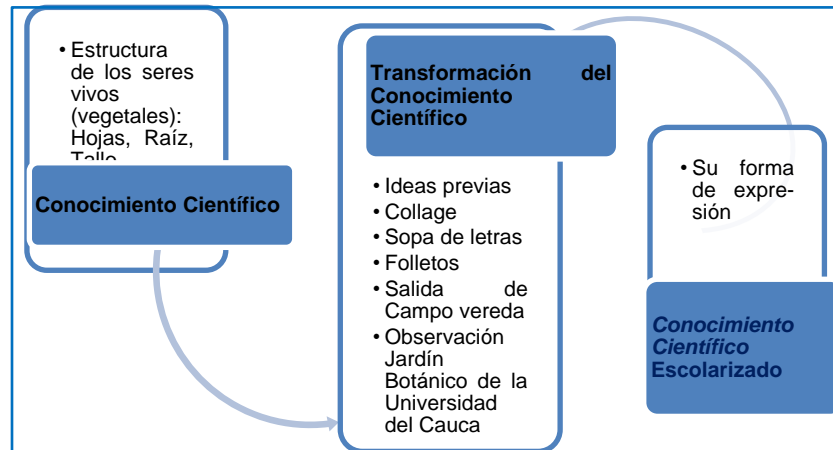 • Estructura
de los seres
vivos
(vegetales):
Hojas, Raíz,
Tallo
Conocimiento Científico
Transformación del
Conocimiento
Científico
• Ideas previas
• Collage
• Sopa de letras
• Folletos
• Salida de
Campo vereda
• Observación
Jardín
Botánico de la
Universidad
del Cauca
• Su forma
de expre-
sión
Conocimiento
Científico
Escolarizado